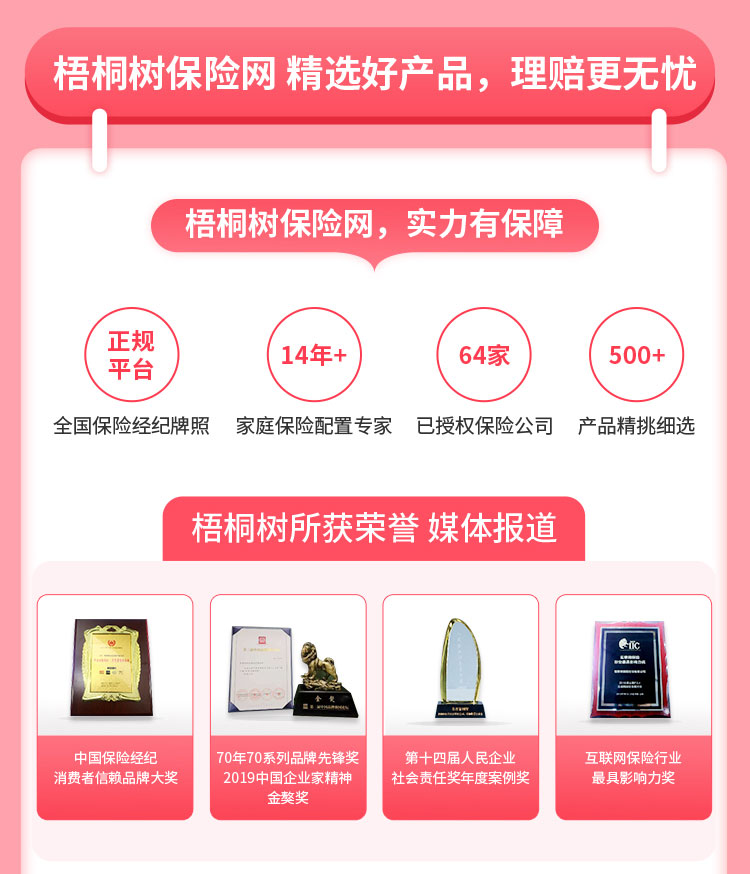 梧桐树保险网 精选好产品，理赔更无忧
梧桐树保险网，实力有保障
正规
平台
14年+
64家
500+
全国保险经纪牌照
家庭保险配置专家
已授权保险公司
产品精挑细选
梧桐树所获荣誉 媒体报道
中国保险经纪
消费者信赖品牌大奖
70年70系列品牌先锋奖
2019中国企业家精神
金獒奖
第十四届人民企业
社会责任奖年度案例奖
互联网保险行业
最具影响力奖